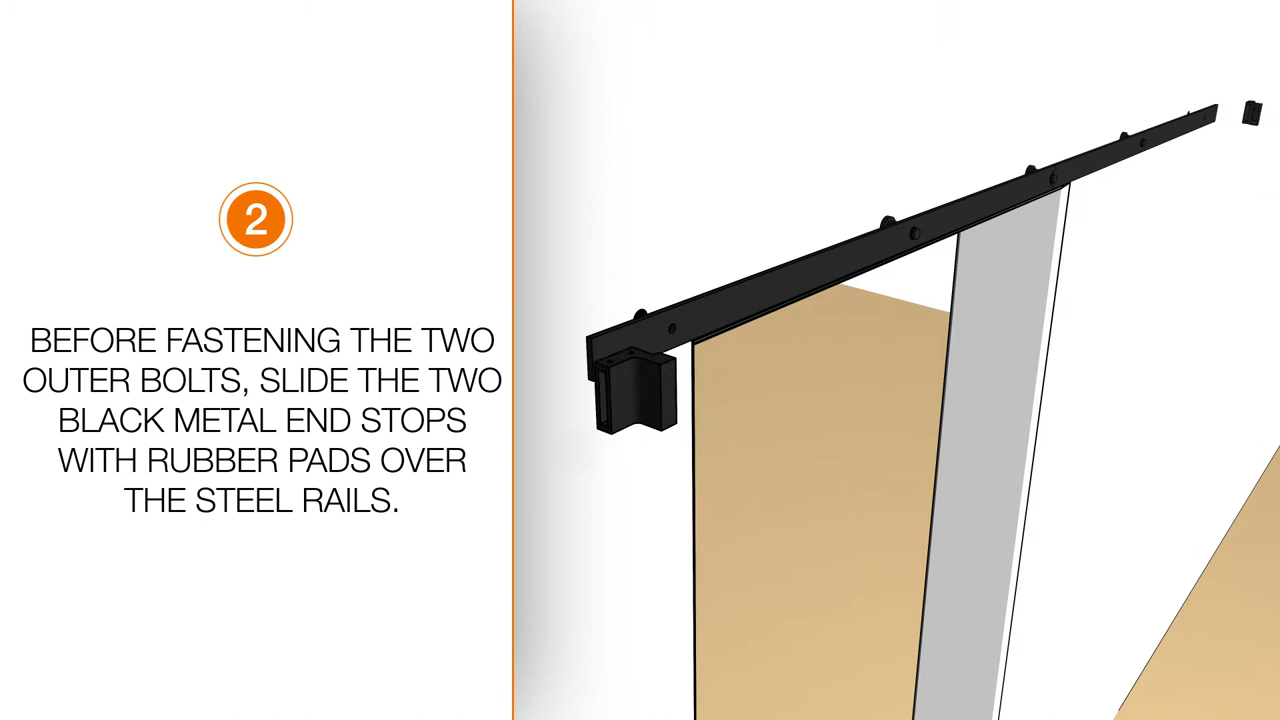 2
BEFORE FASTENING THE TWO
OUTER BOLTS, SLIDE THE TWO
BLACK METAL END STOPS
WITH RUBBER PADS OVER
THE STEEL RAILS.